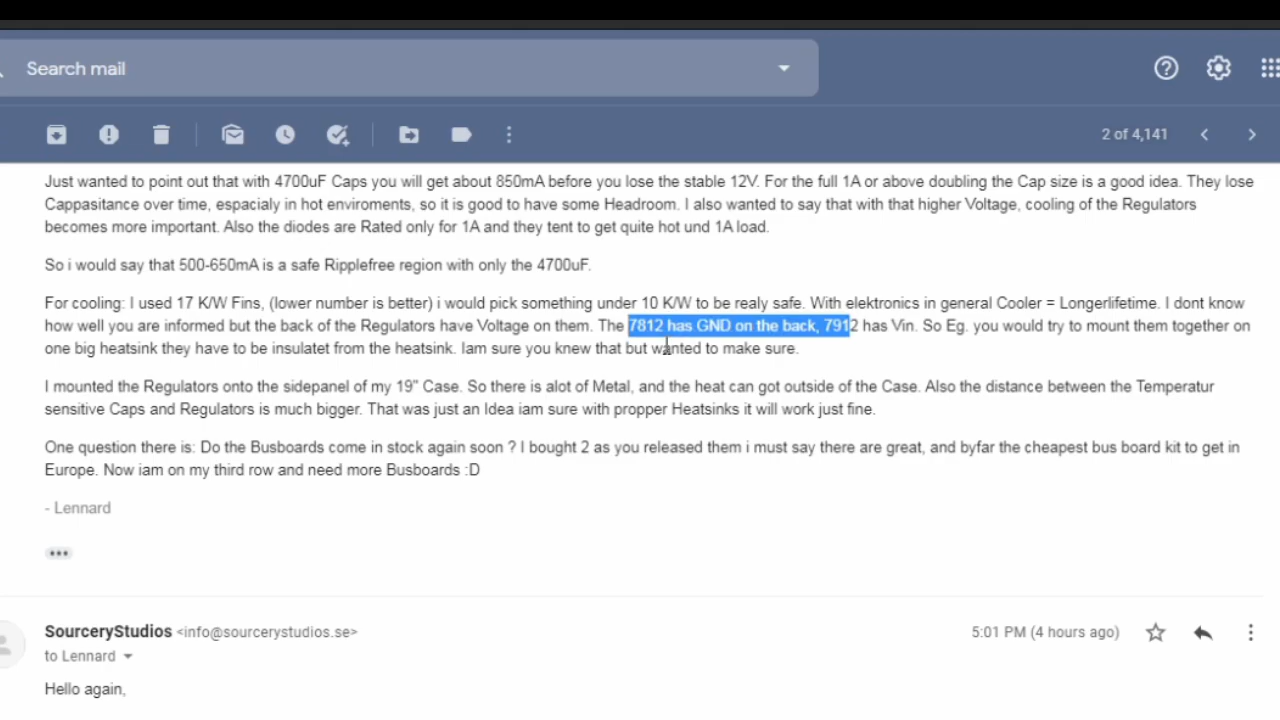 Search mail
2 of 4,141
Just wanted to point out that with 4700uF Caps you will get about 850mA before you lose the stable 12V. For the full 1A or above doubling the Cap size is a good idea. They lose
Cappasitance over time, espacialy in hot enviroments, so it is good to have some Headroom. I also wanted to say that with that higher Voltage, cooling of the Regulators
becomes more important. Also the diodes are Rated only for 1A and they tent to get quite hot und 1A load.
So i would say that 500-650mA is a safe Ripplefree region with only the 4700uF.
For cooling: I used 17 K/W Fins, (lower number is better) i would pick something under 10 K/W to be realy safe. With elektronics in general Cooler = Longerlifetime. I dont know
how well you are informed but the back of the Regulators have Voltage on them. The 7812 has GND on the back, 7912 has Vin. So Eg. you would try to mount them together on
one big heatsink they have to be insulatet from the heatsink. Iam sure you knew that but wanted to make sure.
I mounted the Regulators onto the sidepanel of my 19" Case. So there is alot of Metal, and the heat can got outside of the Case. Also the distance between the Temperatur
sensitive Caps and Regulators is much bigger. That was just an Idea iam sure with propper Heatsinks it will work just fine.
One question there is: Do the Busboards come in stock again soon ? I bought 2 as you released them i must say there are great, and byfar the cheapest bus board kit to get in
Europe. Now iam on my third row and need more Busboards :D
- Lennard
SourceryStudios <info@sourcerystudios.se>
5:01 PM (4 hours ago)
to Lennard
Hello again,